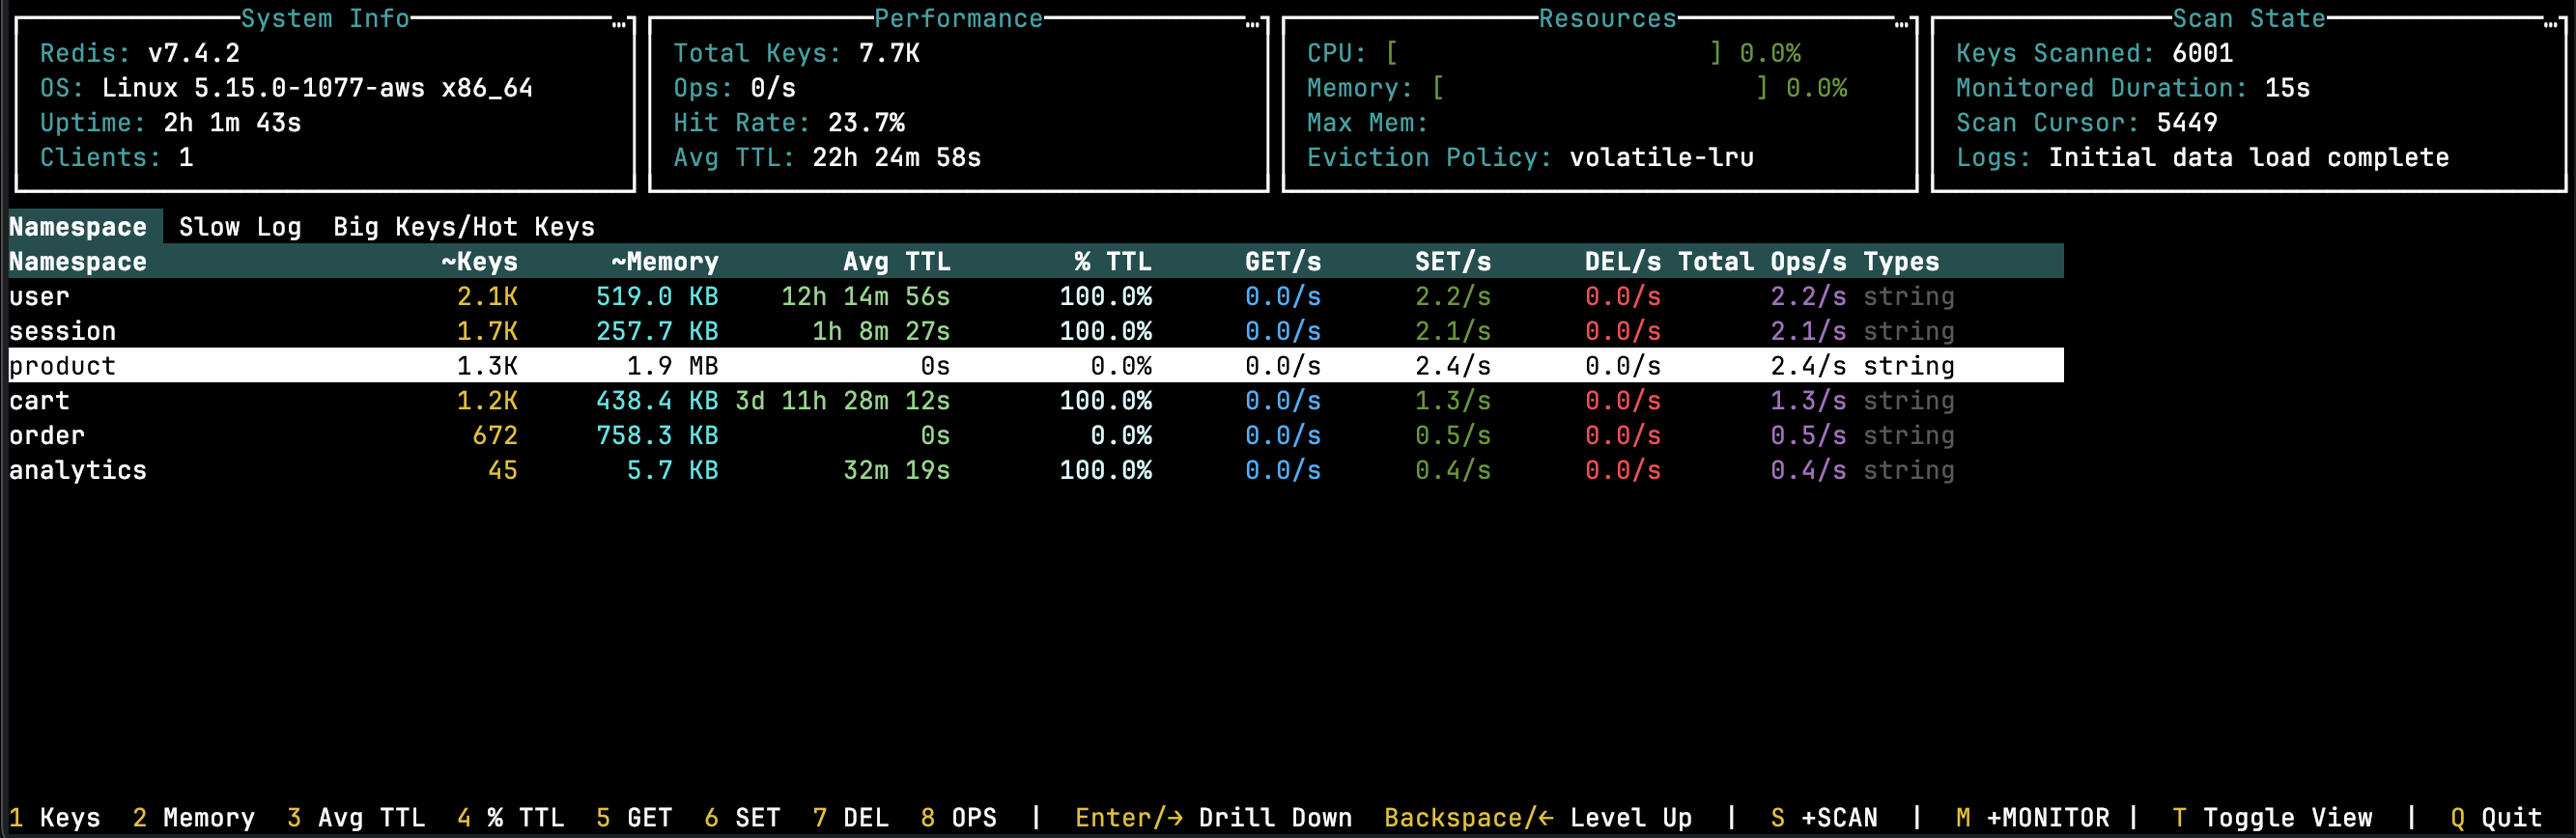 System Info … Performance … Resources … Scan State …
Redis: v7.4.2 Total Keys: 7.7K CPU: [ ] 0.0% Keys Scanned: 6001
OS: Linux 5.15.0-1077-aws x86_64 Ops: 0/s Memory: [ ] 0.0% Monitored Duration: 15s
Uptime: 2h 1m 43s Hit Rate: 23.7% Max Mem: Scan Cursor: 5449
Clients: 1 Avg TTL: 22h 24m 58s Eviction Policy: volatile-lru Logs: Initial data load complete
Namespace Slow Log Big Keys/Hot Keys
Namespace ~Keys ~Memory Avg TTL % TTL GET/s SET/s DEL/s Total Ops/s Types
user 2.1K 519.0 KB 12h 14m 56s 100.0% 0.0/s 2.2/s 0.0/s 2.2/s string
session 1.7K 257.7 KB 1h 8m 27s 100.0% 0.0/s 2.1/s 0.0/s 2.1/s string
product 1.3K 1.9 MB 0s 0.0% 0.0/s 2.4/s 0.0/s 2.4/s string
cart 1.2K 438.4 KB 3d 11h 28m 12s 100.0% 0.0/s 1.3/s 0.0/s 1.3/s string
order 672 758.3 KB 0s 0.0% 0.0/s 0.5/s 0.0/s 0.5/s string
analytics 45 5.7 KB 32m 19s 100.0% 0.0/s 0.4/s 0.0/s 0.4/s string
1 Keys 2 Memory 3 Avg TTL 4 % TTL 5 GET 6 SET 7 DEL 8 OPS | Enter/→ Drill Down Backspace/← Level Up | S +SCAN | M +MONITOR | T Toggle View | Q Quit